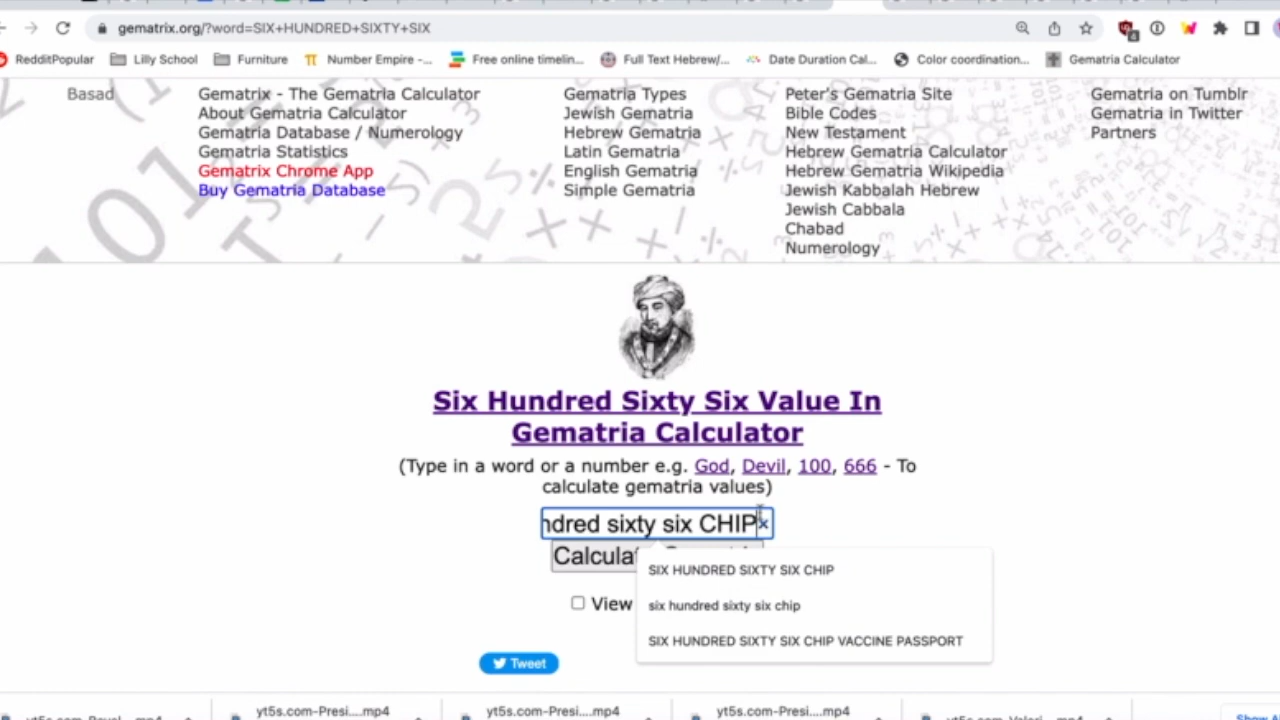 gematrix.org/?word=SIX+HUNDRED+SIXTY+SIX
RedditPopular Lilly School Furniture Number Empire -... Free online timelin... Full Text Hebrew/... Date Duration Cal... Color coordination... Gematria Calculator
Basad
Gematrix - The Gematria Calculator
About Gematria Calculator
Gematria Database / Numerology
Gematria Statistics
Gematrix Chrome App
Buy Gematria Database
Gematria Types
Jewish Gematria
Hebrew Gematria
Latin Gematria
English Gematria
Simple Gematria
Peter's Gematria Site
Bible Codes
New Testament
Hebrew Gematria Calculator
Hebrew Gematria Wikipedia
Jewish Kabbalah Hebrew
Jewish Cabbala
Chabad
Numerology
Gematria on Tumblr
Gematria in Twitter
Partners
Six Hundred Sixty Six Value In
Gematria Calculator
(Type in a word or a number e.g. God, Devil, 100, 666 - To
calculate gematria values)
ndred sixty six CHIP
Calculat
SIX HUNDRED SIXTY SIX CHIP
six hundred sixty six chip
SIX HUNDRED SIXTY SIX CHIP VACCINE PASSPORT
View
Tweet
yt5s.com-Presi....mp4 yt5s.com-Presi....mp4 yt5s.com-Presi....mp4